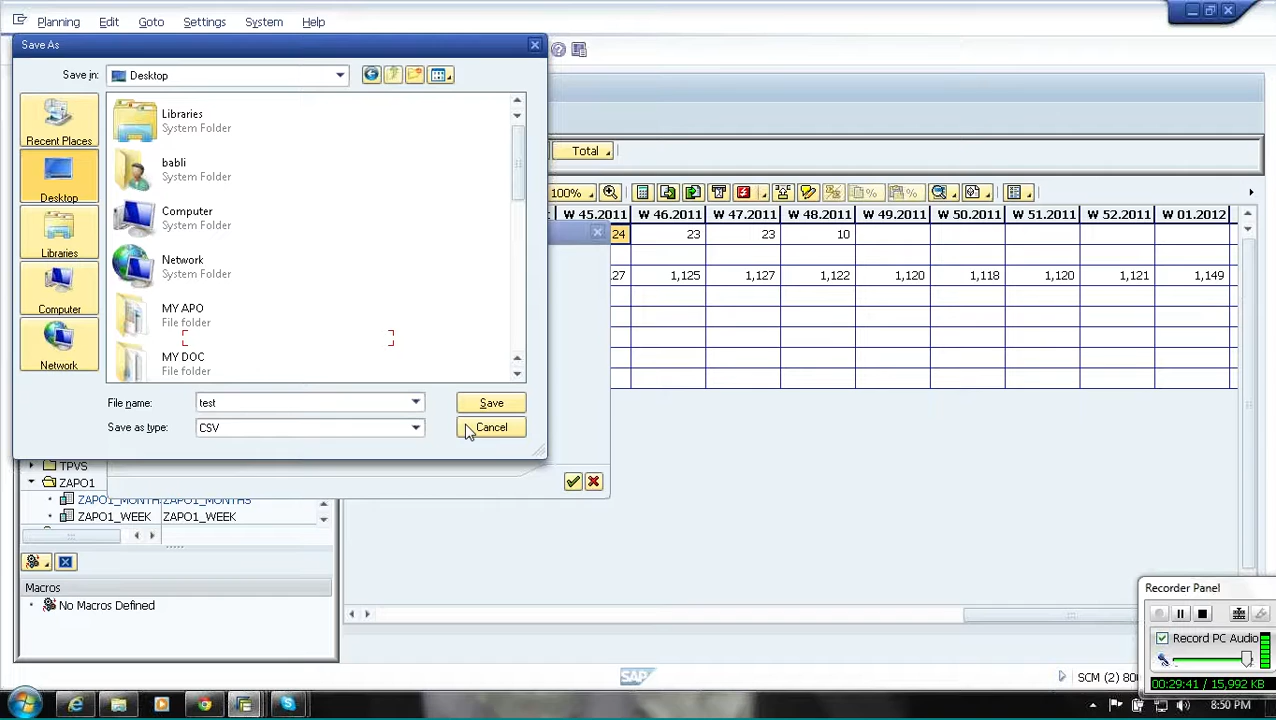 Planning Edit Goto Settings System Help
Save As
Save in: Desktop
Recent Places
Desktop
Libraries
Computer
Network
Libraries
System Folder
babli
System Folder
Computer
System Folder
Network
System Folder
MY APO
File folder
MY DOC
File folder
File name: test Save
Save as type: CSV Cancel
Total
100%
W 45.2011 W 46.2011 W 47.2011 W 48.2011 W 49.2011 W 50.2011 W 51.2011 W 52.2011 W 01.2012
24 23 23 10
27 1,125 1,127 1,122 1,120 1,118 1,120 1,121 1,149
TPVS
ZAPO1
ZAPO1_MONTH ZAPO1_MONTHS
ZAPO1_WEEK ZAPO1_WEEK
Macros
No Macros Defined
Recorder Panel
Record PC Audio
00:29:41 / 15,992 KB
SAP
SCM (2) 80
8:50 PM